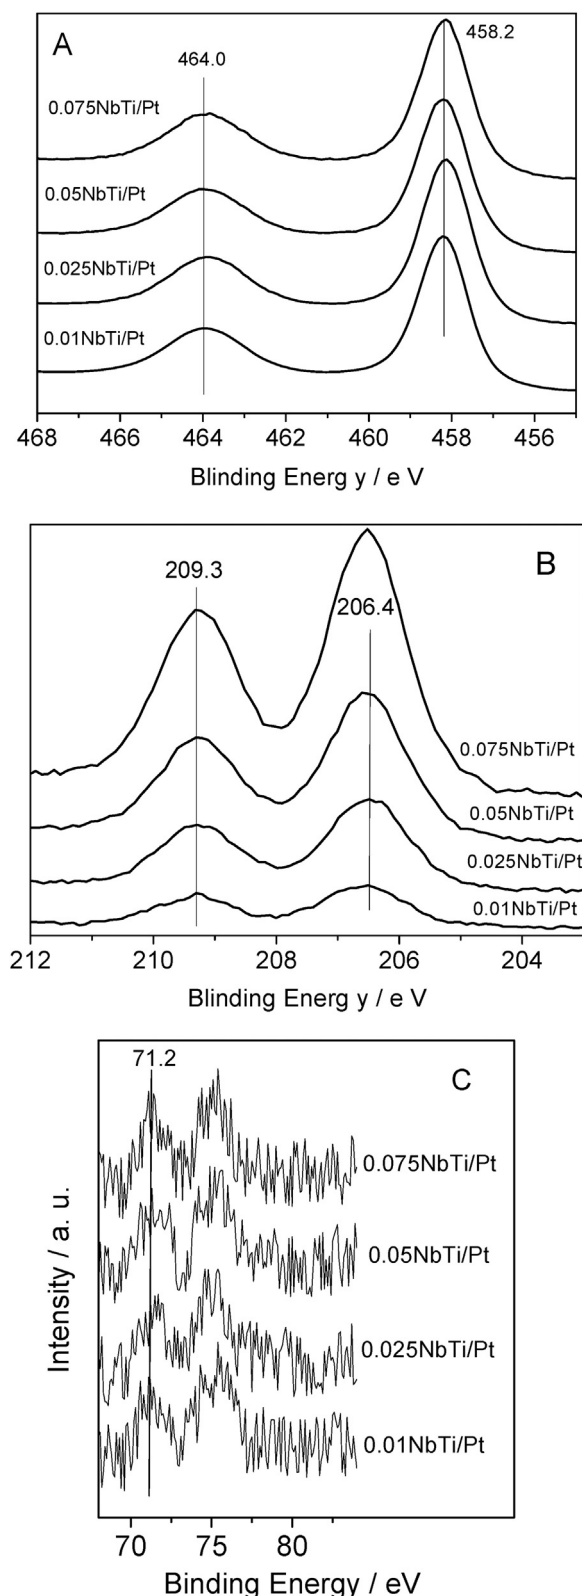 A
464.0
458.2
0.075NbTi/Pt
0.05NbTi/Pt
0.025NbTi/Pt
0.01NbTi/Pt
468 466 464 462 460 458 456
Blinding Energ y / e V
B
209.3
206.4
0.075NbTi/Pt
0.05NbTi/Pt
0.025NbTi/Pt
0.01NbTi/Pt
212 210 208 206 204
Blinding Energ y / e V
71.2
C
0.075NbTi/Pt
0.05NbTi/Pt
0.025NbTi/Pt
0.01NbTi/Pt
Intensity / a. u.
70 75 80
Binding Energy / eV